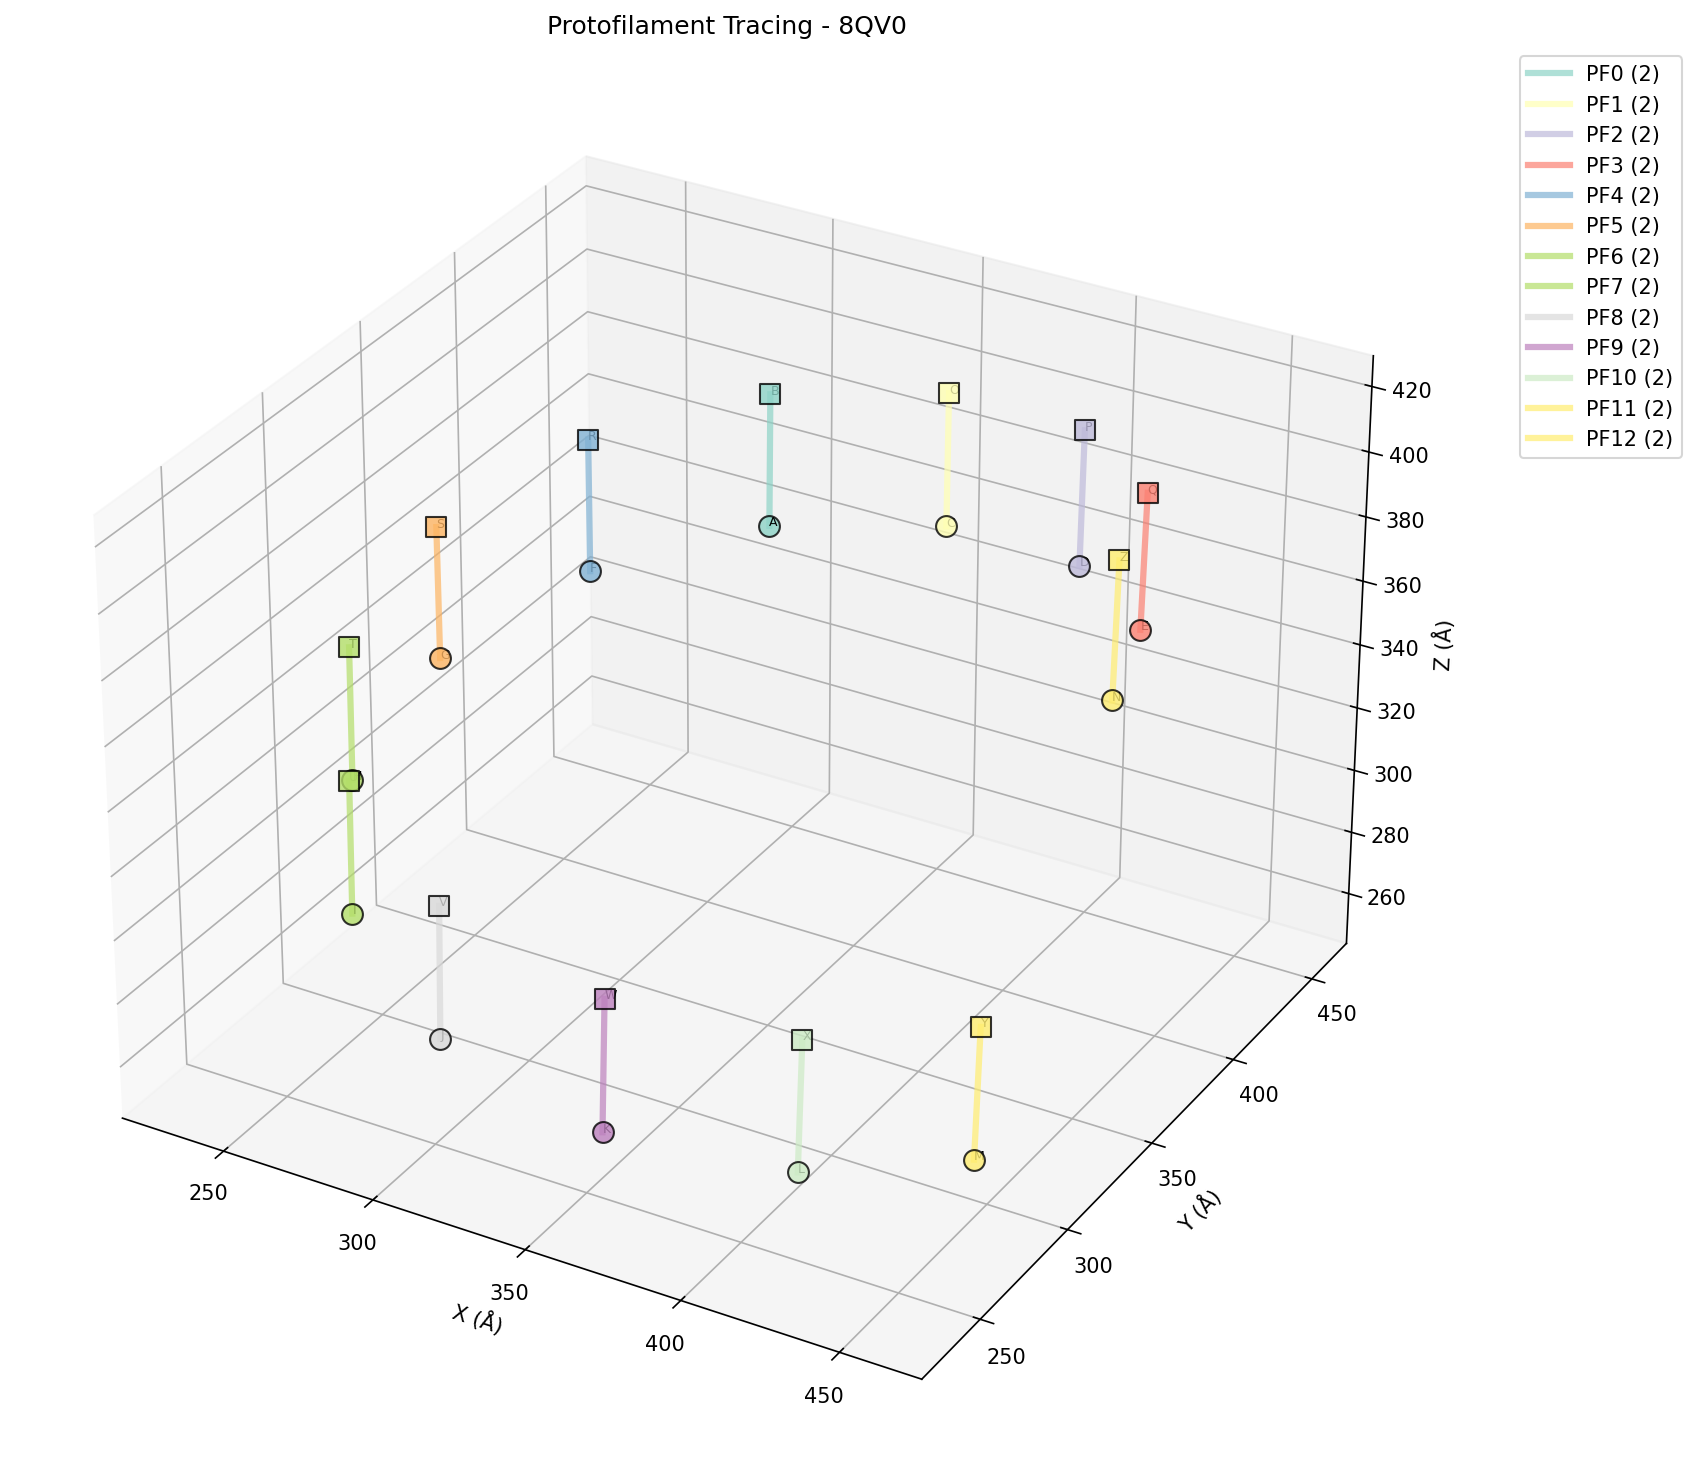 Protofilament Tracing - 8QV0
PF0 (2)
PF1 (2)
PF2 (2)
PF3 (2)
PF4 (2)
PF5 (2)
PF6 (2)
PF7 (2)
PF8 (2)
PF9 (2)
PF10 (2)
PF11 (2)
PF12 (2)
B
O
P
R
Q
S
A
Z
F
E
T
N
V
W
X
Y
J
K
L
M
420
400
380
360
340
320
300
280
260
Z (Å)
450
400
350
300
250
Y (Å)
250
300
350
400
450
X (Å)